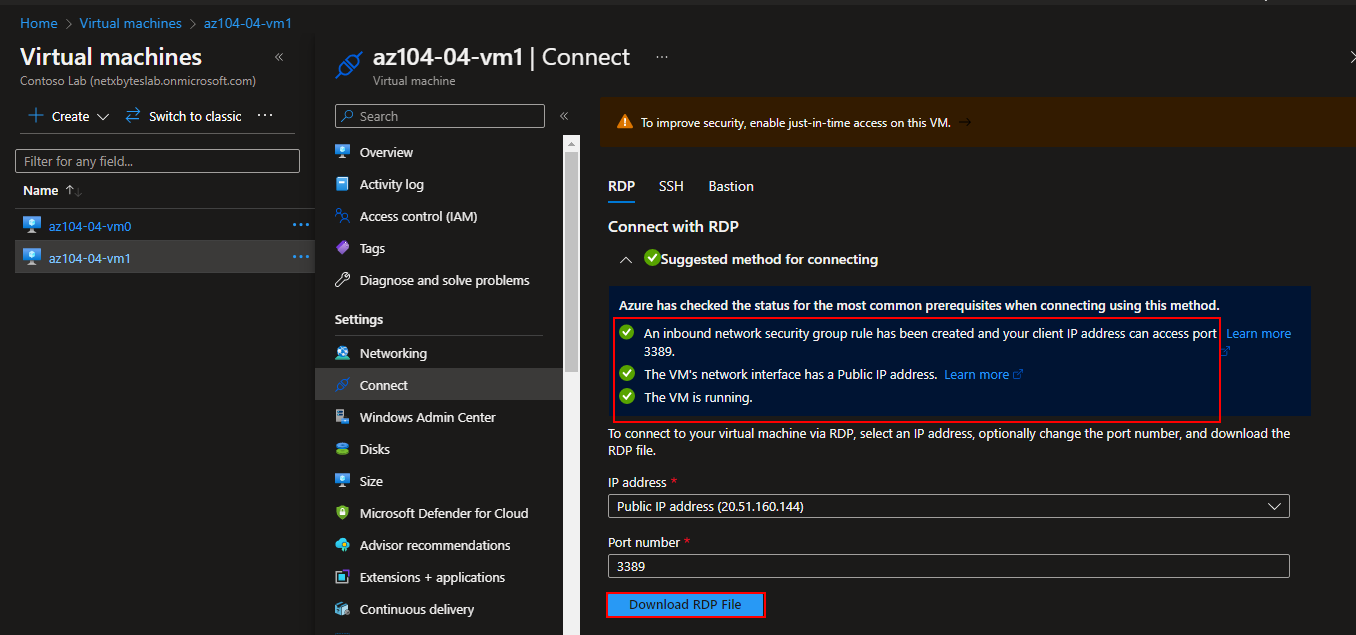 Home > Virtual machines > az104-04-vm1
Virtual machines
Contoso Lab (netxbyteslab.onmicrosoft.com)
Create
Switch to classic
Filter for any field...
Name
az104-04-vm0
az104-04-vm1
az104-04-vm1 | Connect
Virtual machine
Search
Overview
Activity log
Access control (IAM)
Tags
Diagnose and solve problems
Settings
Networking
Connect
Windows Admin Center
Disks
Size
Microsoft Defender for Cloud
Advisor recommendations
Extensions + applications
Continuous delivery
To improve security, enable just-in-time access on this VM.
RDP SSH Bastion
Connect with RDP
Suggested method for connecting
Azure has checked the status for the most common prerequisites when connecting using this method.
An inbound network security group rule has been created and your client IP address can access port Learn more
3389.
The VM's network interface has a Public IP address. Learn more
The VM is running.
To connect to your virtual machine via RDP, select an IP address, optionally change the port number, and download the
RDP file.
IP address *
Public IP address (20.51.160.144)
Port number *
3389
Download RDP File